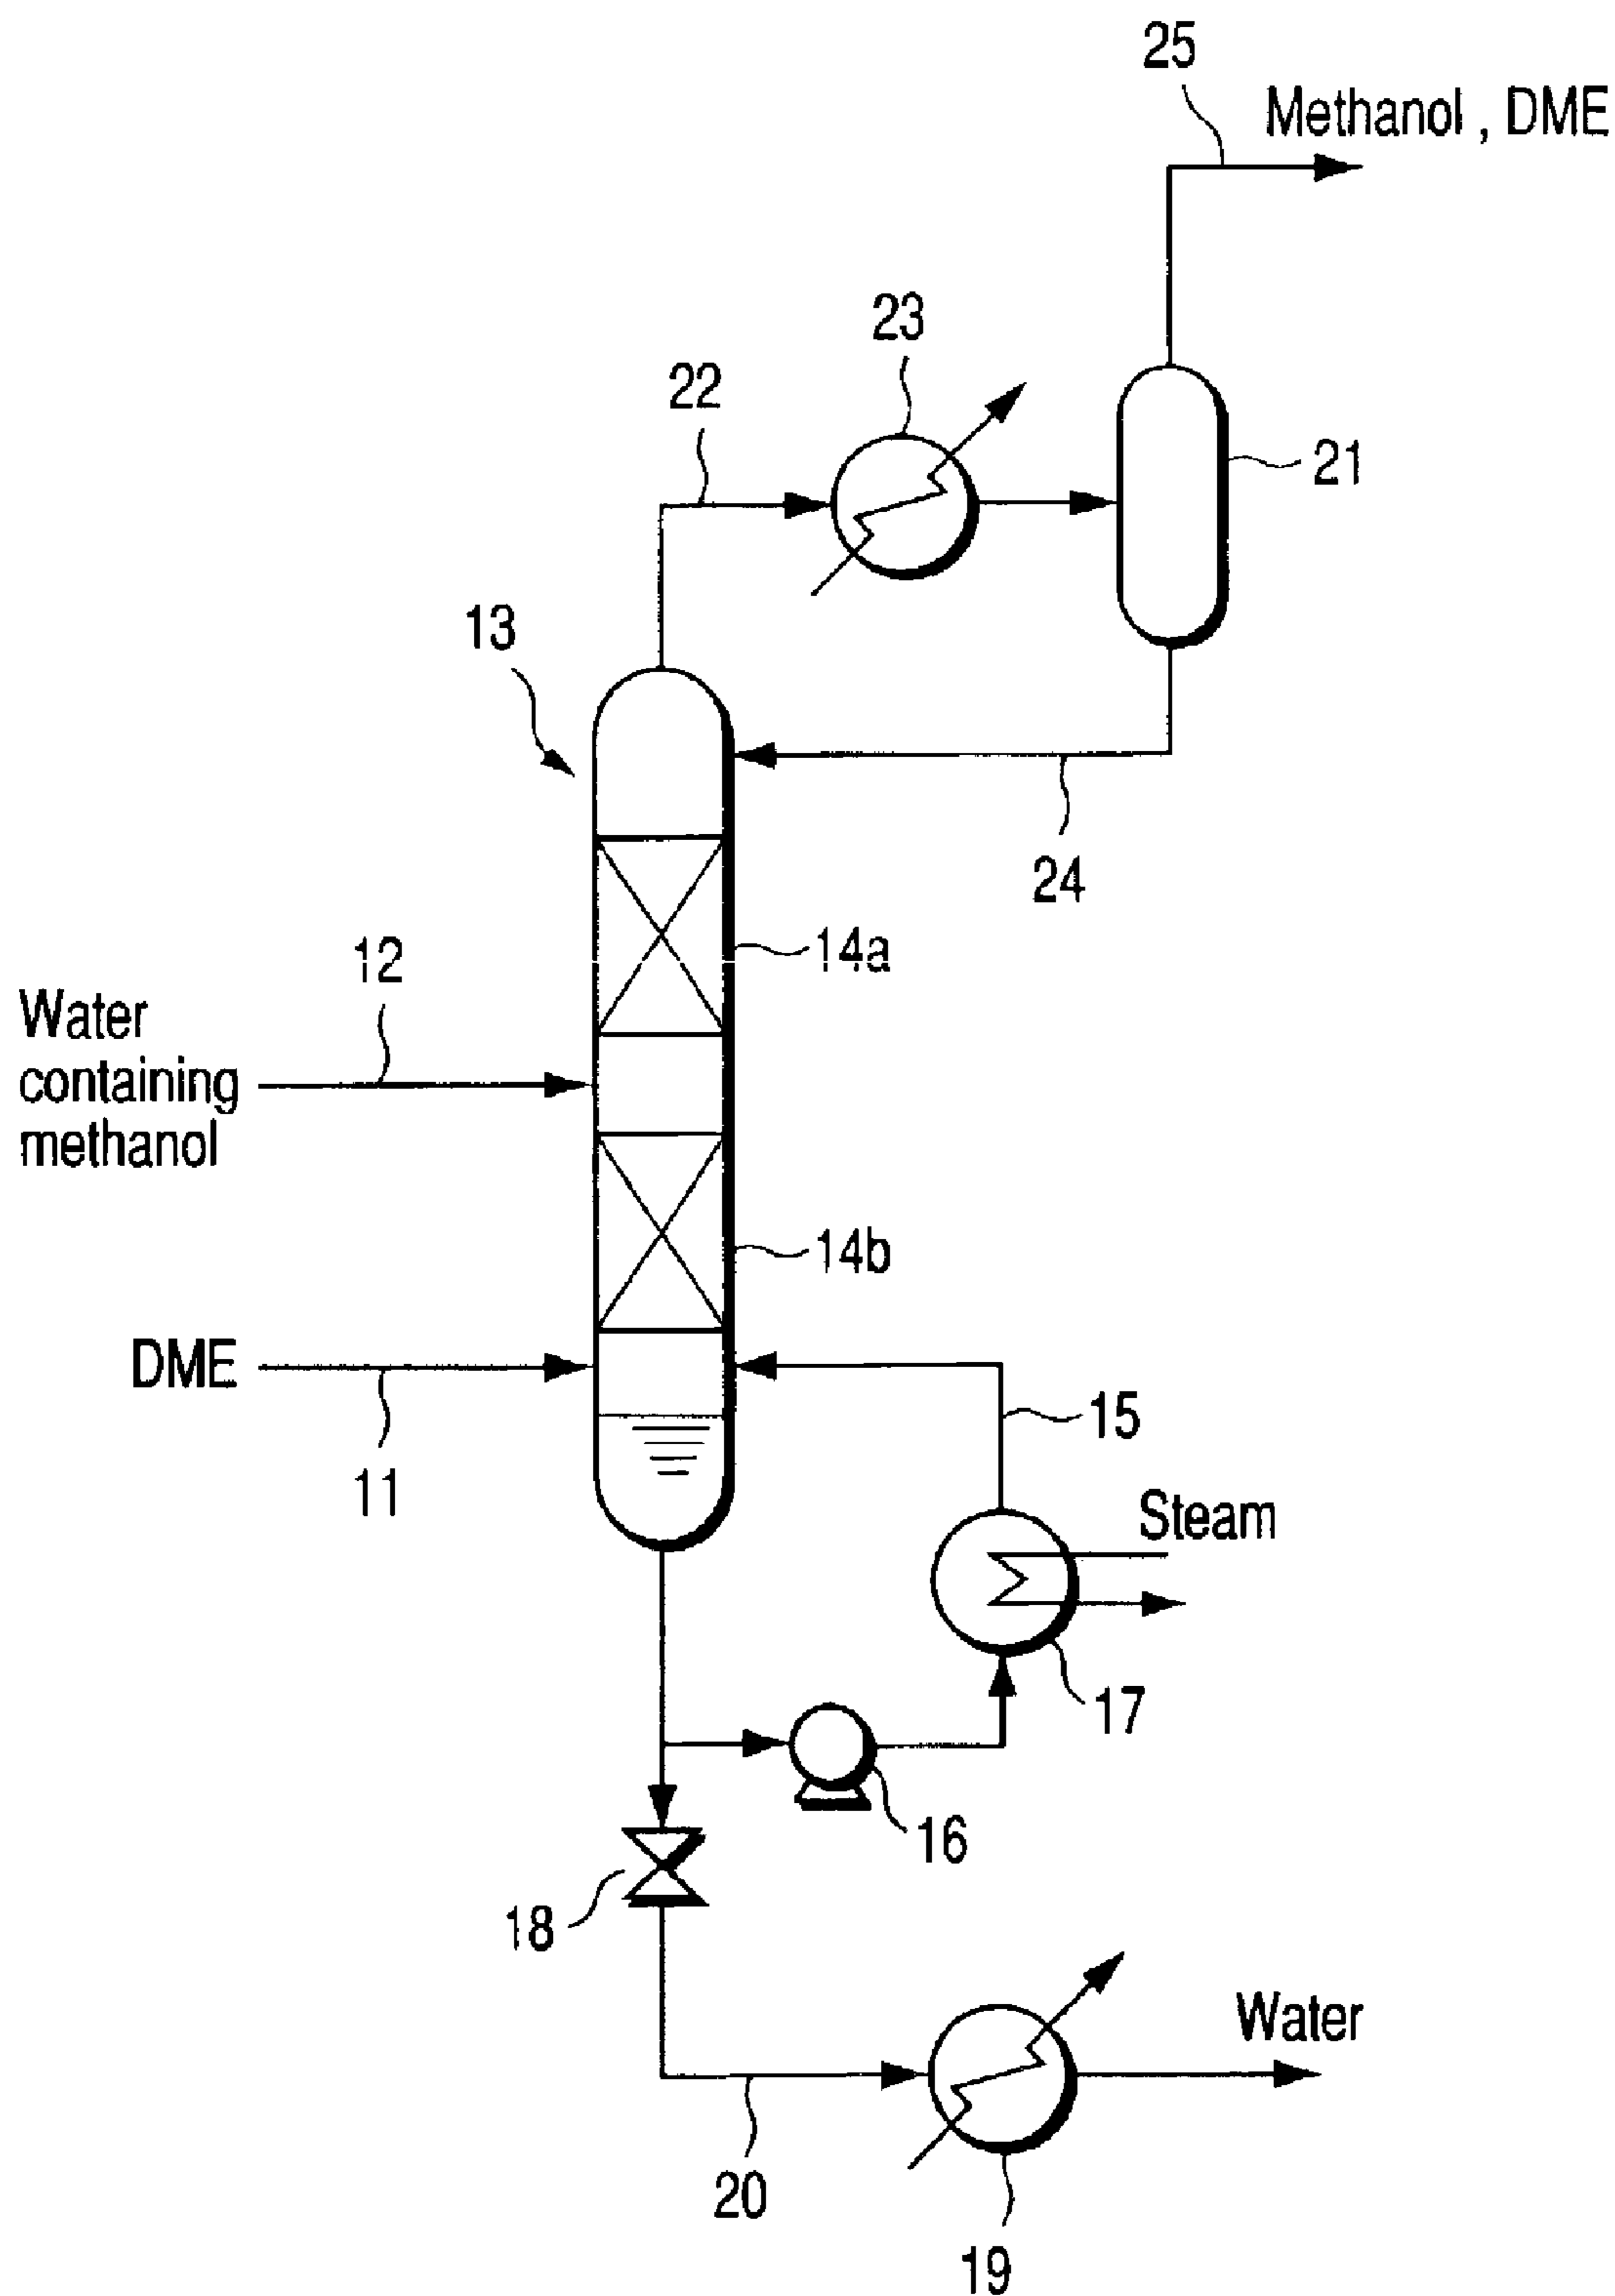 25
Methanol , DME
23
22
21
13
24
14a
12
Water
containing
methanol
14b
DME
11
15
Steam
17
16
18
Water
20
19